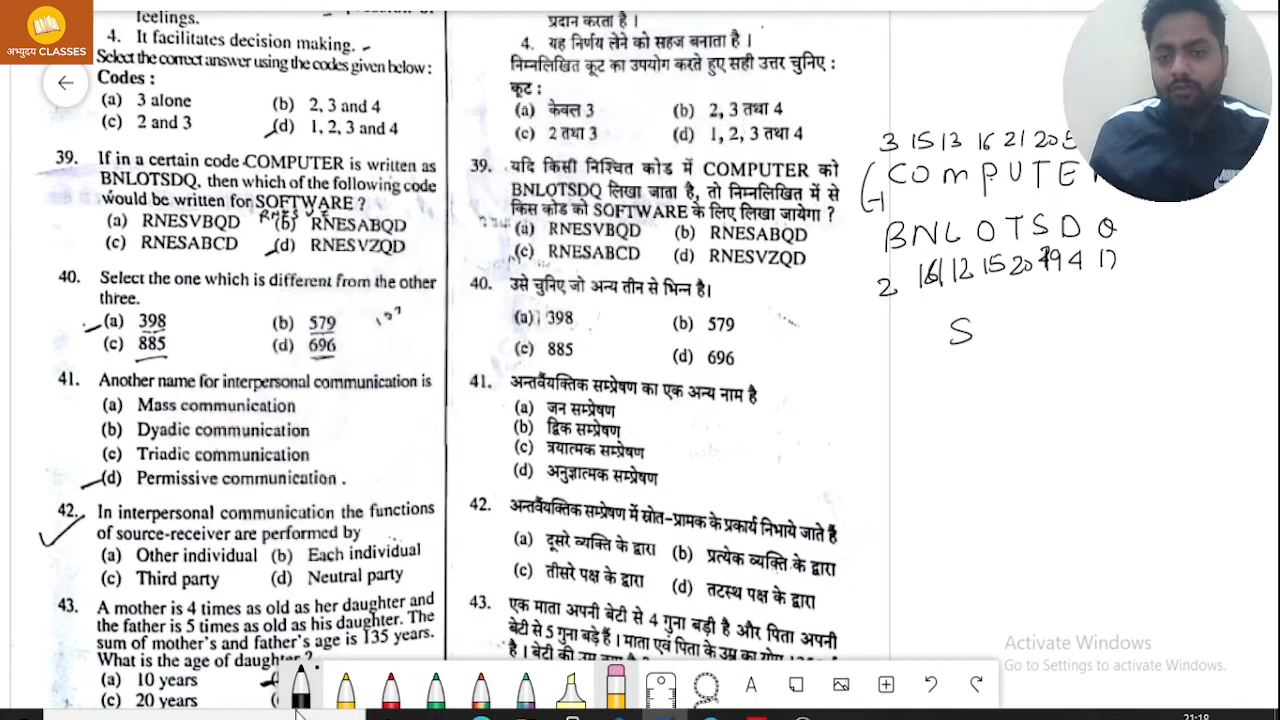 अभ्युदय CLASSES
feelings.
4. It facilitates decision making.
Select the correct answer using the codes given below :
Codes :
(a) 3 alone (b) 2, 3 and 4
(c) 2 and 3 (d) 1, 2, 3 and 4
39. If in a certain code COMPUTER is written as
BNLOTSDQ, then which of the following code
would be written for SOFTWARE ?
(a) RNESVBQD (b) RNESABQD
(c) RNESABCD (d) RNESVZQD
40. Select the one which is different from the other
three.
(a) 398 (b) 579
(c) 885 (d) 696
41. Another name for interpersonal communication is
(a) Mass communication
(b) Dyadic communication
(c) Triadic communication
(d) Permissive communication .
42. In interpersonal communication the functions
of source-receiver are performed by
(a) Other individual (b) Each individual
(c) Third party (d) Neutral party
43. A mother is 4 times as old as her daughter and
the father is 5 times as old as his daughter. The
sum of mother's and father's age is 135 years.
What is the age of daughter ?
(a) 10 years
(c) 20 years
प्रदान करता है ।
4. यह निर्णय लेने को सहज बनाता है ।
निम्नलिखित कूट का उपयोग करते हुए सही उत्तर चुनिए :
कूट :
(a) केवल 3 (b) 2, 3 तथा 4
(c) 2 तथा 3 (d) 1, 2, 3 तथा 4
39. यदि किसी निश्चित कोड में COMPUTER को
BNLOTSDQ लिखा जाता है, तो निम्नलिखित में से
किस कोड को SOFTWARE के लिए लिखा जायेगा ?
(a) RNESVBQD (b) RNESABQD
(c) RNESABCD (d) RNESVZQD
40. उसे चुनिए जो अन्य तीन से भिन्न है।
(a) 398 (b) 579
(c) 885 (d) 696
41. अन्तर्वैयक्तिक सम्प्रेषण का एक अन्य नाम है
(a) जन सम्प्रेषण
(b) द्विक सम्प्रेषण
(c) त्रयात्मक सम्प्रेषण
(d) अनुज्ञात्मक सम्प्रेषण
42. अन्तर्वैयक्तिक सम्प्रेषण में स्रोत-प्रामक के प्रकार्य निभाये जाते हैं
(a) दूसरे व्यक्ति के द्वारा (b) प्रत्येक व्यक्ति के द्वारा
(c) तीसरे पक्ष के द्वारा (d) तटस्थ पक्ष के द्वारा
43. एक माता अपनी बेटी से 4 गुना बड़ी है और पिता अपनी
बेटी से 5 गुना बड़े हैं । माता एवं पिता के उम्र का योग
है । बेटी की उम्र
3 15 13 16 21 20 5
COMPUTE
-1
BNLOTSDQ
2 12 15 20 19 4 17
S
Activate Windows
Go to Settings to activate Windows.
A
21:19